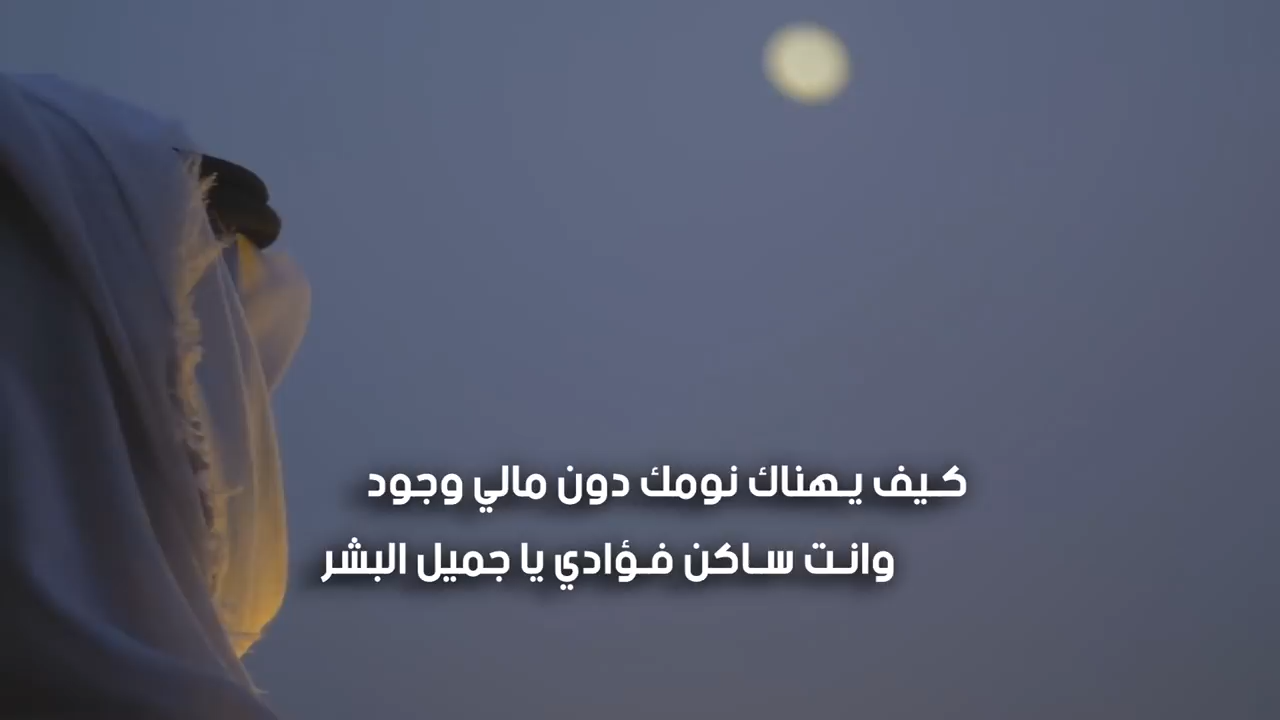 كيف يهناك نومك دون مالي وجود
وانت ساكن فؤادي يا جميل البشر